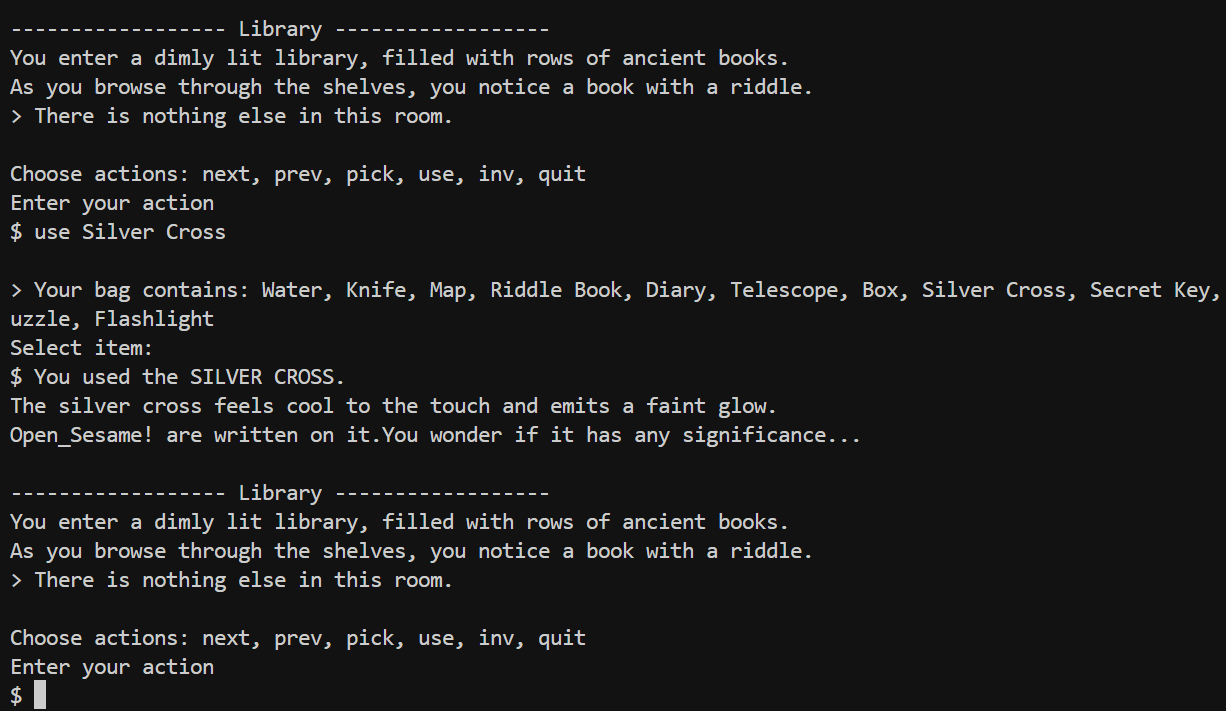 ------------------ Library ------------------
You enter a dimly lit library, filled with rows of ancient books.
As you browse through the shelves, you notice a book with a riddle.
> There is nothing else in this room.
Choose actions: next, prev, pick, use, inv, quit
Enter your action
$ use Silver Cross
> Your bag contains: Water, Knife, Map, Riddle Book, Diary, Telescope, Box, Silver Cross, Secret Key,
uzzle, Flashlight
Select item:
$ You used the SILVER CROSS.
The silver cross feels cool to the touch and emits a faint glow.
Open_Sesame! are written on it.You wonder if it has any significance...
------------------ Library ------------------
You enter a dimly lit library, filled with rows of ancient books.
As you browse through the shelves, you notice a book with a riddle.
> There is nothing else in this room.
Choose actions: next, prev, pick, use, inv, quit
Enter your action
$